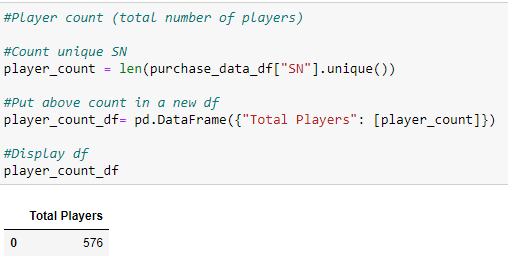 #Player count (total number of players)
#Count unique SN
player_count = len(purchase_data_df["SN"].unique())
#Put above count in a new df
player_count_df= pd.DataFrame({"Total Players": [player_count]})
#Display df
player_count_df
Total Players
0 576